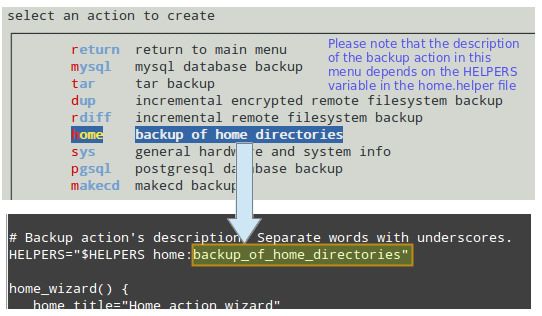 select an action to create
return return to main menu
Please note that the description
of the backup action in this
menu depends on the HELPERS
variable in the home.helper file
mysql mysql database backup
tar tar backup
dup incremental encrypted remote filesystem backup
rdiff incremental remote filesystem backup
home backup of home directories
sys general hardware and system info
pgsql postgresql database backup
makecd makecd backup
# Backup action's description. Separate words with underscores.
HELPERS="$HELPERS home:backup_of_home_directories"
home_wizard() {
home_title="Home action wizard"